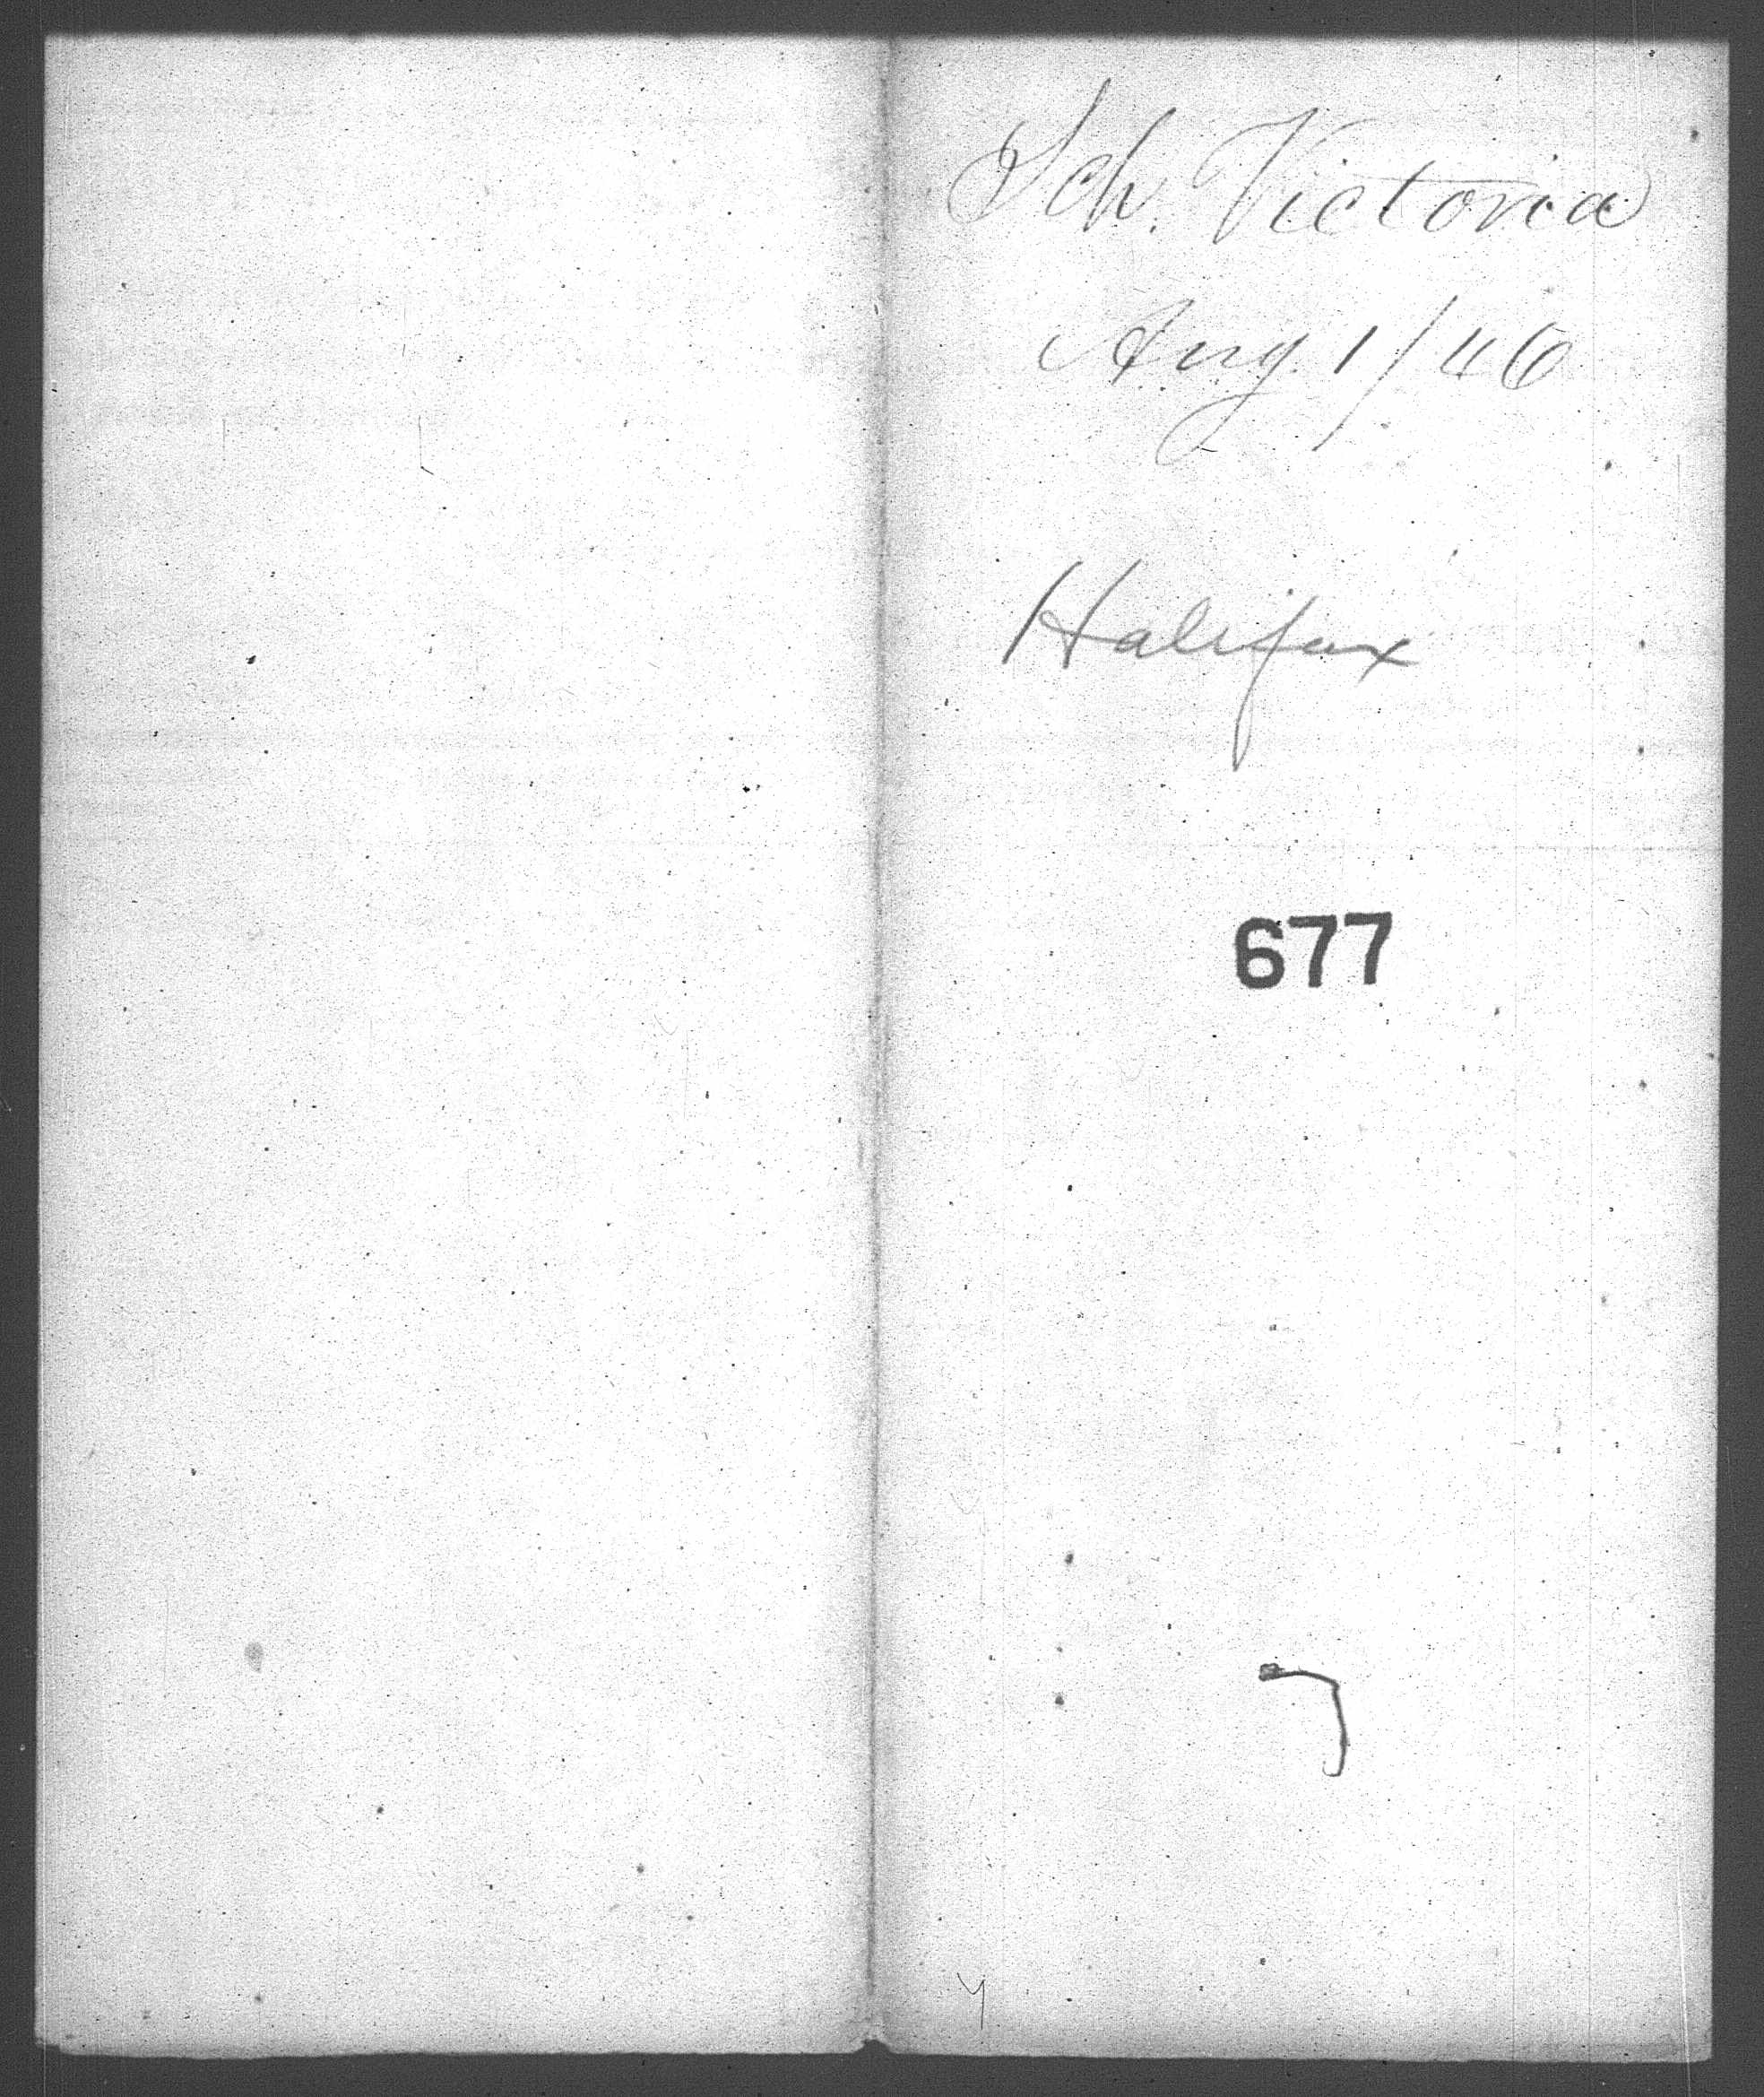 Sch. Victoria
Aug. 1/46
Halifax
677